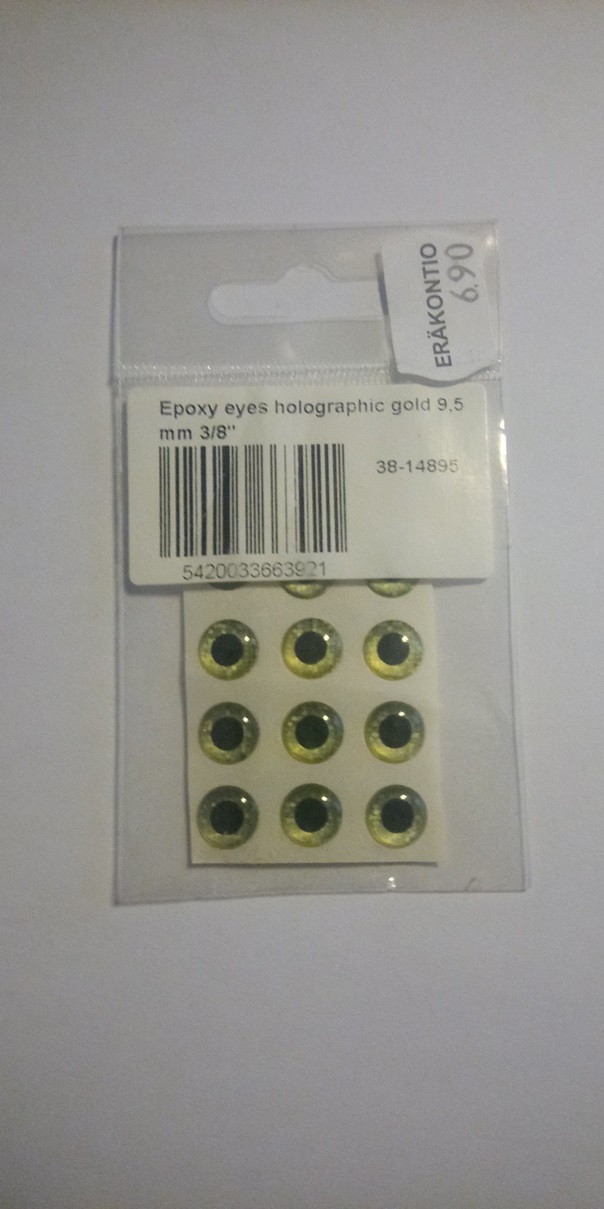 ERÄKONTIO
6.90
Epoxy eyes holographic gold 9,5
mm 3/8"
38-14895
5420033663921